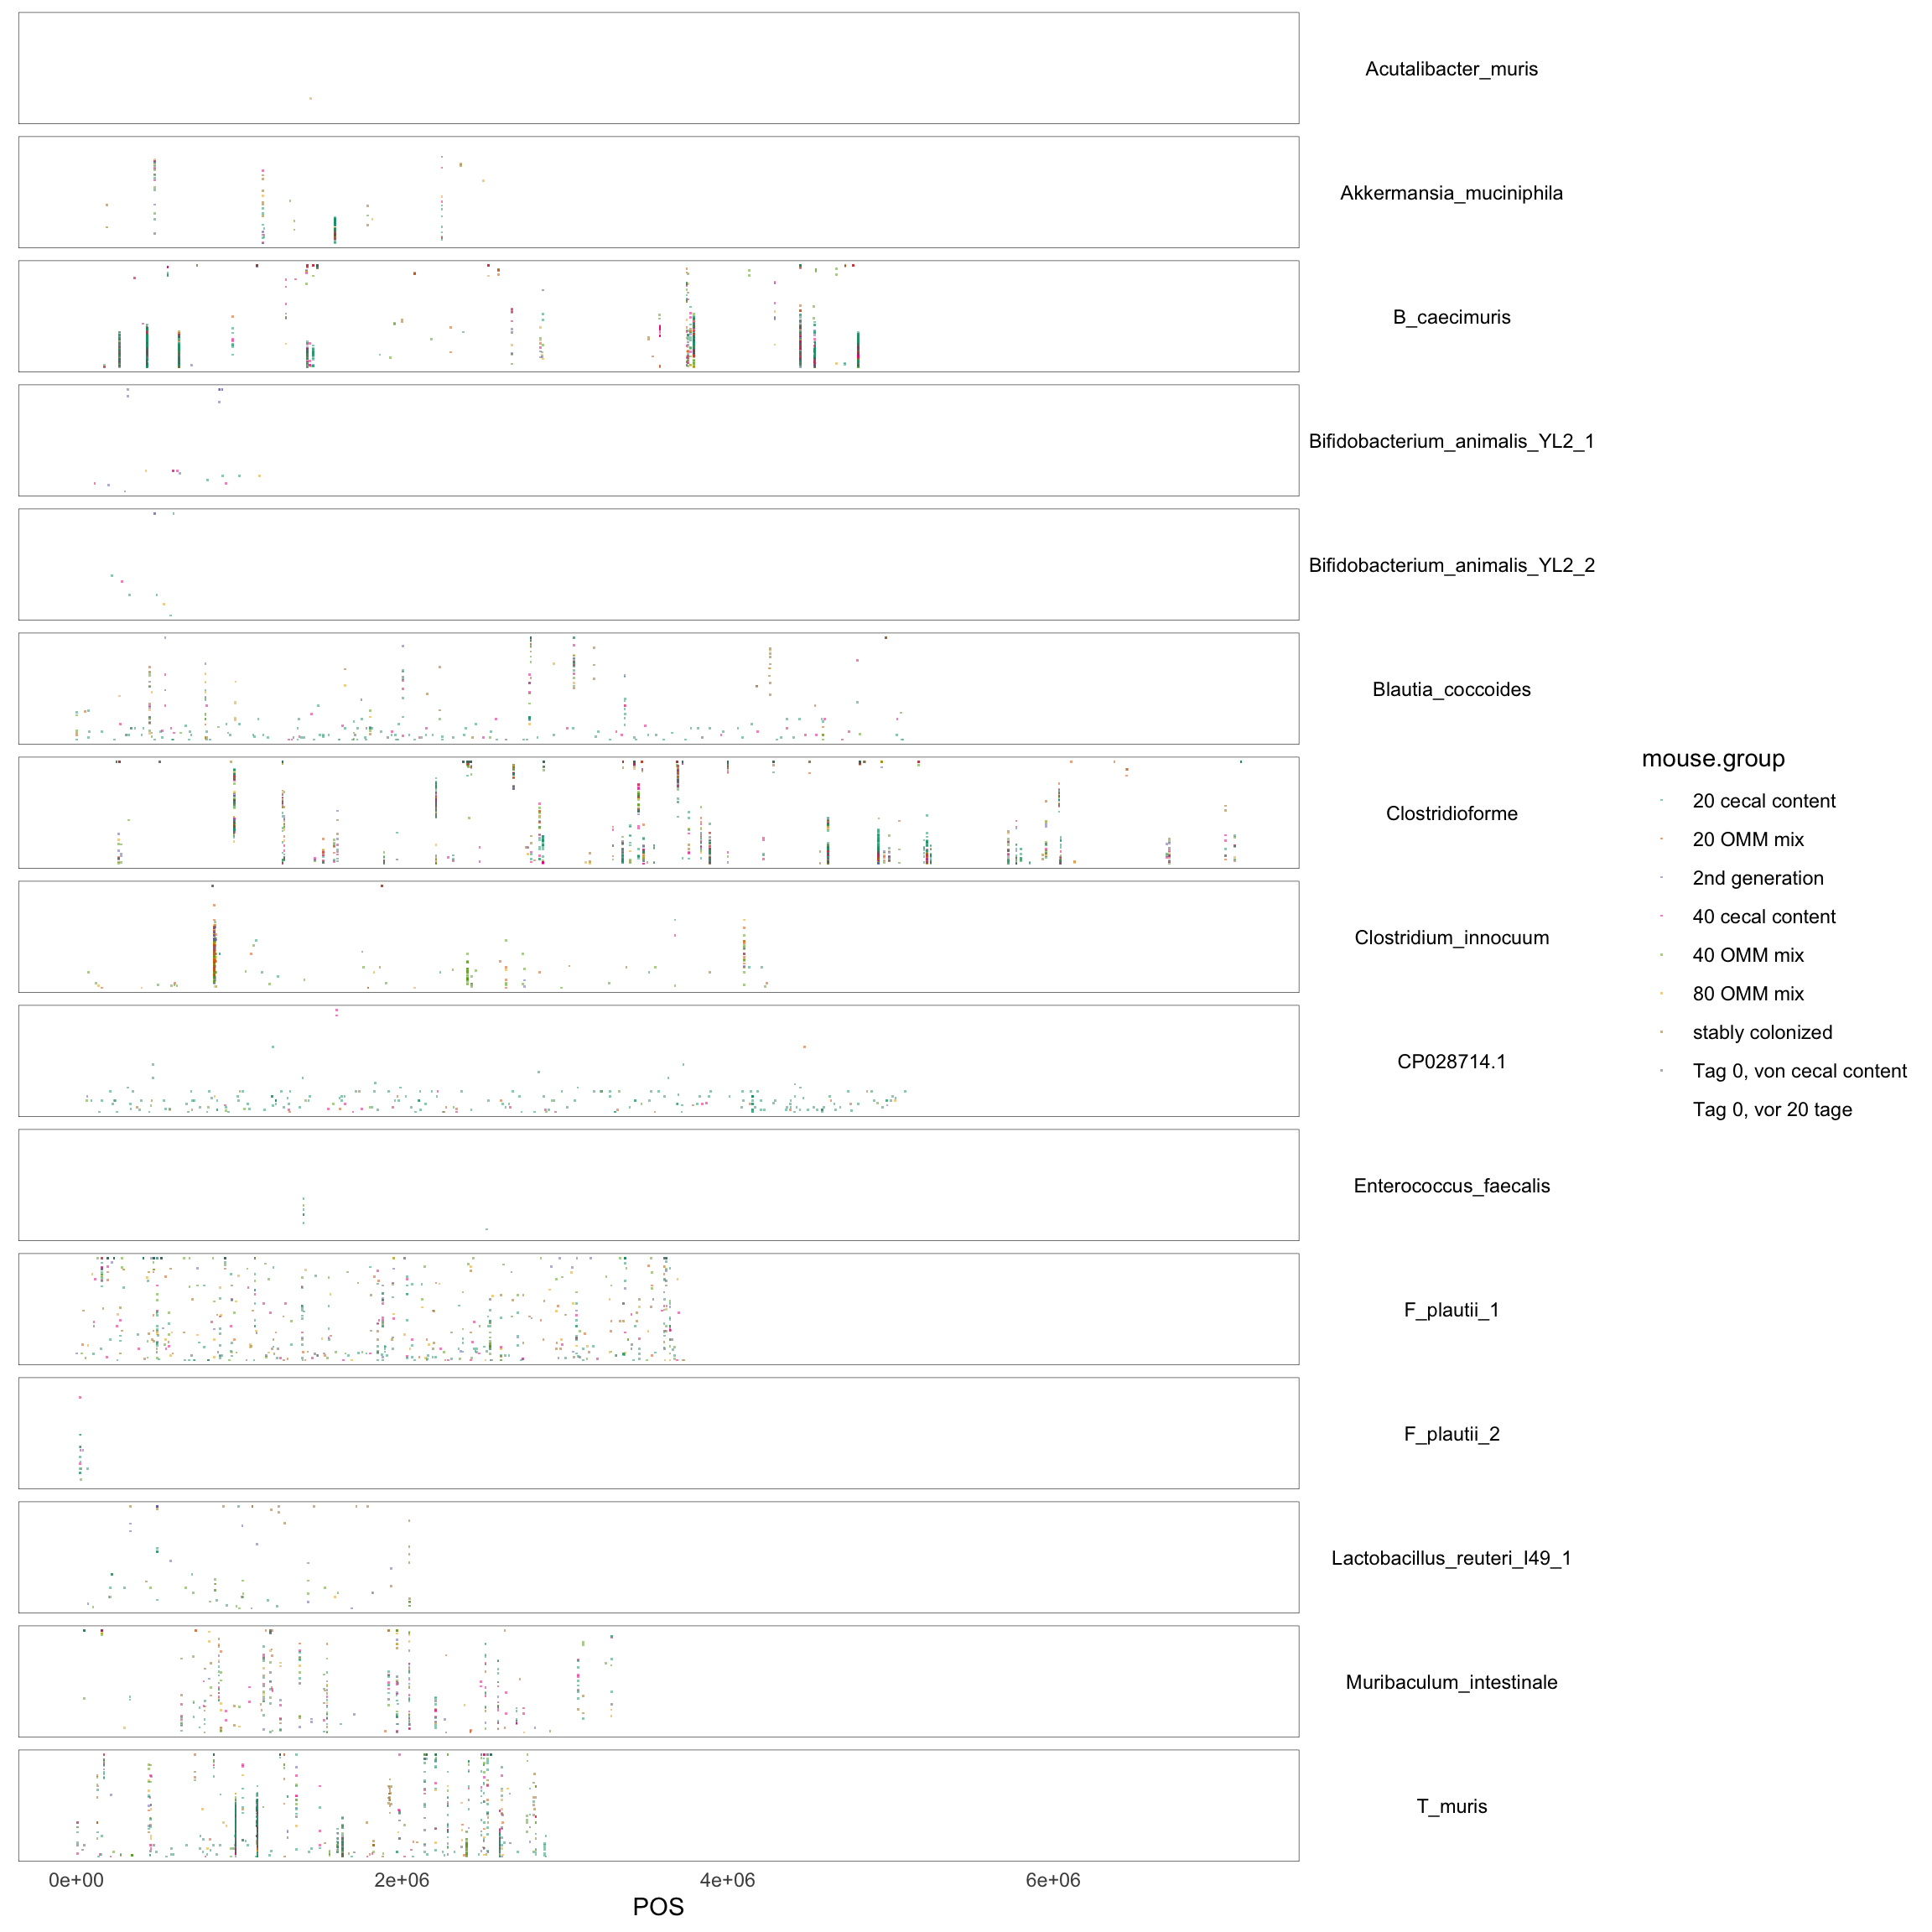 Acutalibacter_muris
Akkermansia_muciniphila
B_caecimuris
Bifidobacterium_animalis_YL2_1
Bifidobacterium_animalis_YL2_2
Blautia_coccoides
Clostridioforme
Clostridium_innocuum
CP028714.1
Enterococcus_faecalis
F_plautii_1
F_plautii_2
Lactobacillus_reuteri_I49_1
Muribaculum_intestinale
T_muris
0e+00 2e+06 4e+06 6e+06
POS
mouse.group
20 cecal content
20 OMM mix
2nd generation
40 cecal content
40 OMM mix
80 OMM mix
stably colonized
Tag 0, von cecal content
Tag 0, vor 20 tage